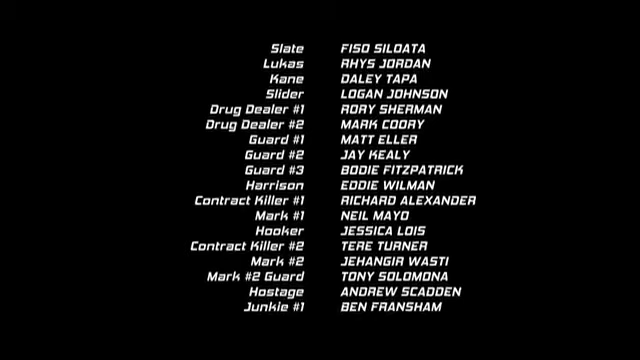 Slate FISO SILOATA
Lukas RHYS JORDAN
Kane DALEY TAPA
Slider LOGAN JOHNSON
Drug Dealer #1 RORY SHERMAN
Drug Dealer #2 MARK COORY
Guard #1 MATT ELLER
Guard #2 JAY KEALY
Guard #3 BODIE FITZPATRICK
Harrison EDDIE WILMAN
Contract Killer #1 RICHARD ALEXANDER
Mark #1 NEIL MAYO
Hooker JESSICA LOIS
Contract Killer #2 TERE TURNER
Mark #2 JEHANGIR WASTI
Mark #2 Guard TONY SOLOMONA
Hostage ANDREW SCADDEN
Junkie #1 BEN FRANSHAM